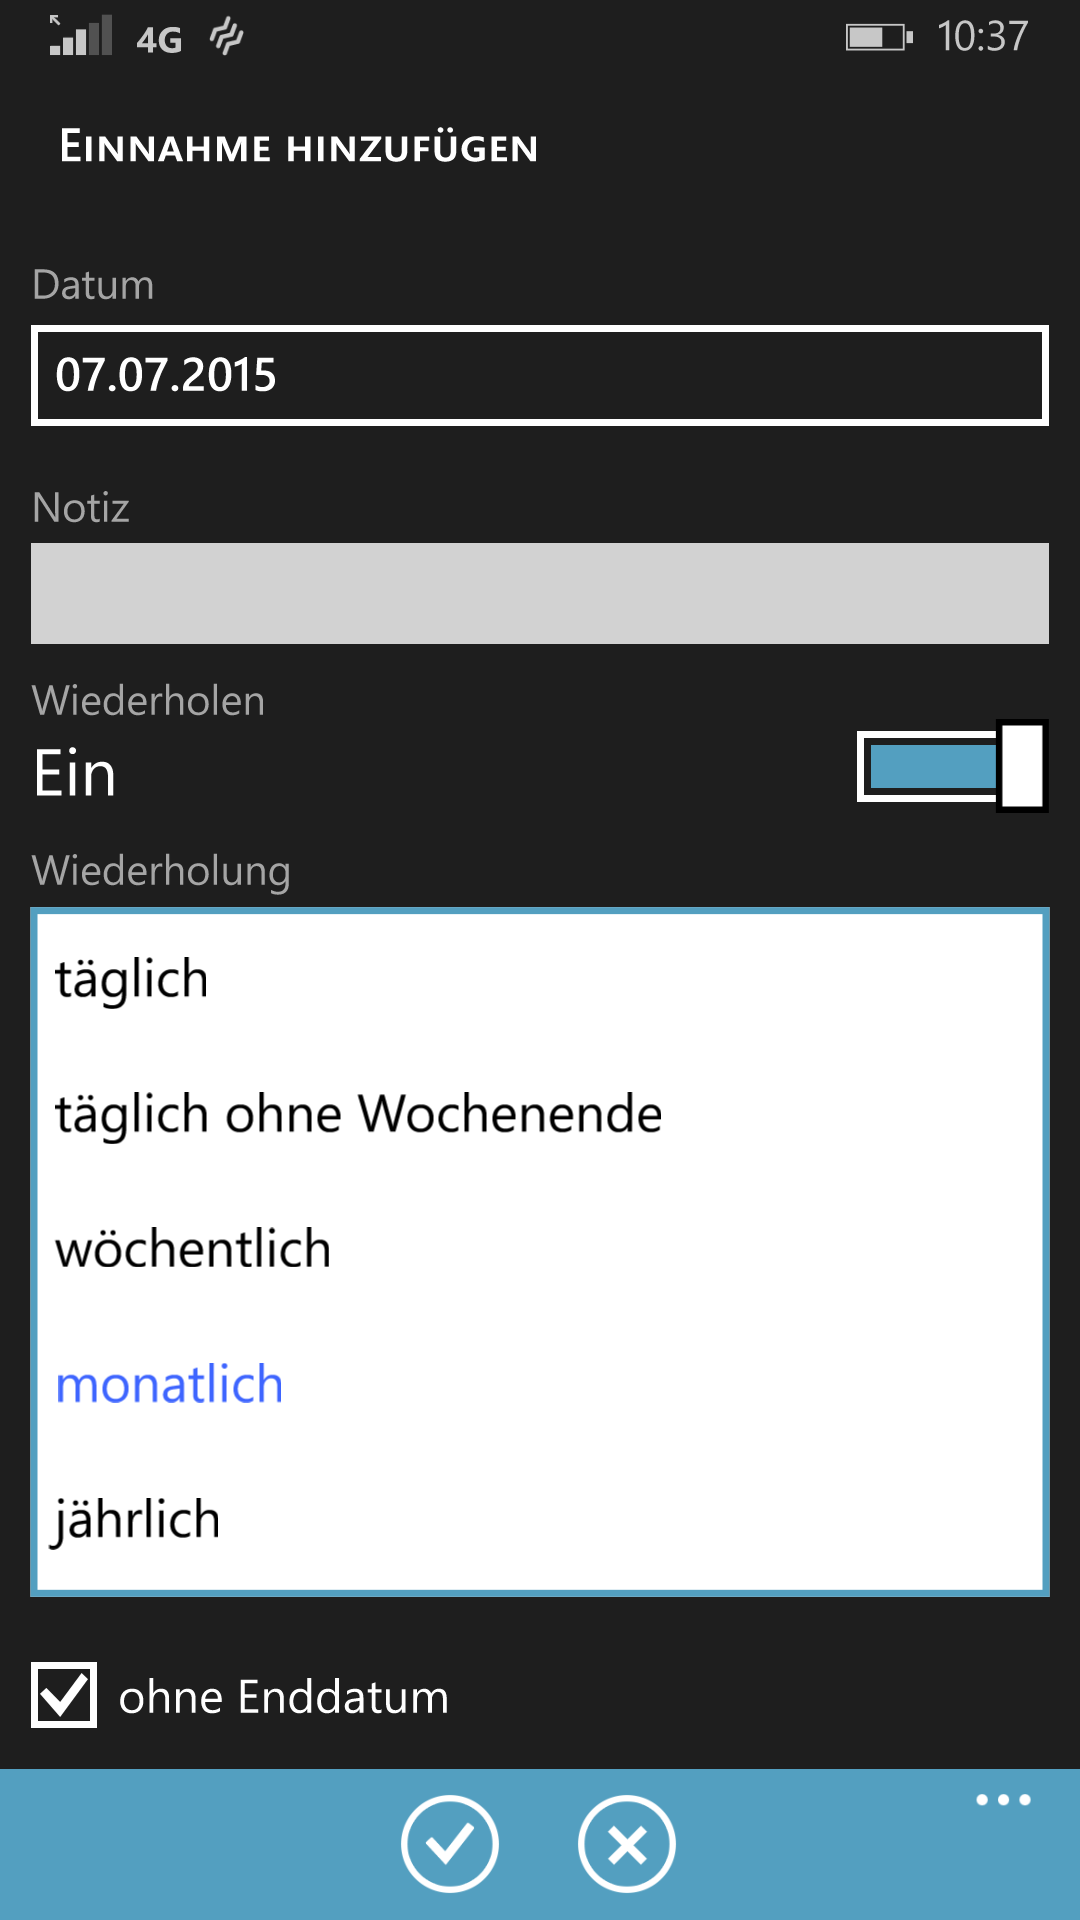 4G 10:37
Einnahme hinzufügen
Datum
07.07.2015
Notiz
Wiederholen
Ein
Wiederholung
täglich
täglich ohne Wochenende
wöchentlich
monatlich
jährlich
ohne Enddatum